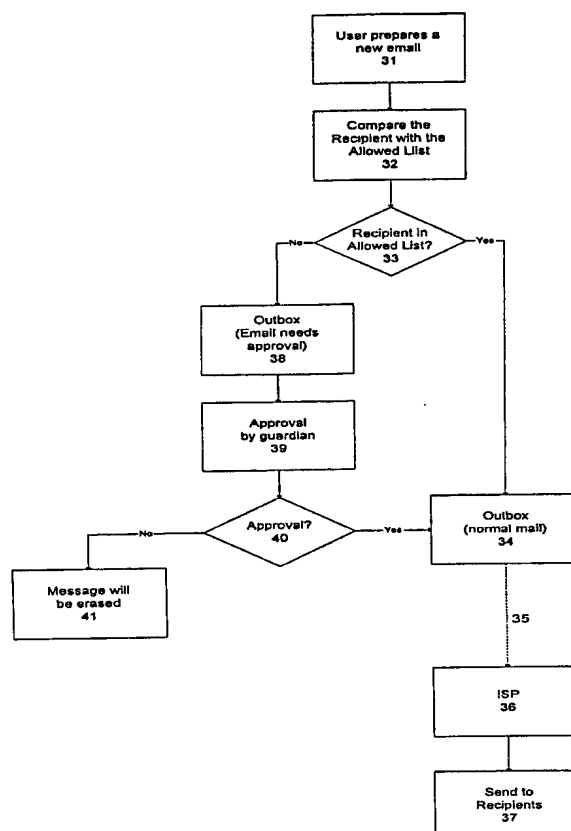 User prepares a
new email
31
Compare the
Recipient with the
Allowed Llist
32
Recipient in
Allowed List?
33
No
Yes
Outbox
(Email needs
approval)
38
Approval
by guardian
39
Approval?
40
No
Yes
Outbox
(normal mail)
34
Message will
be erased
41
35
ISP
36
Send to
Recipients
37